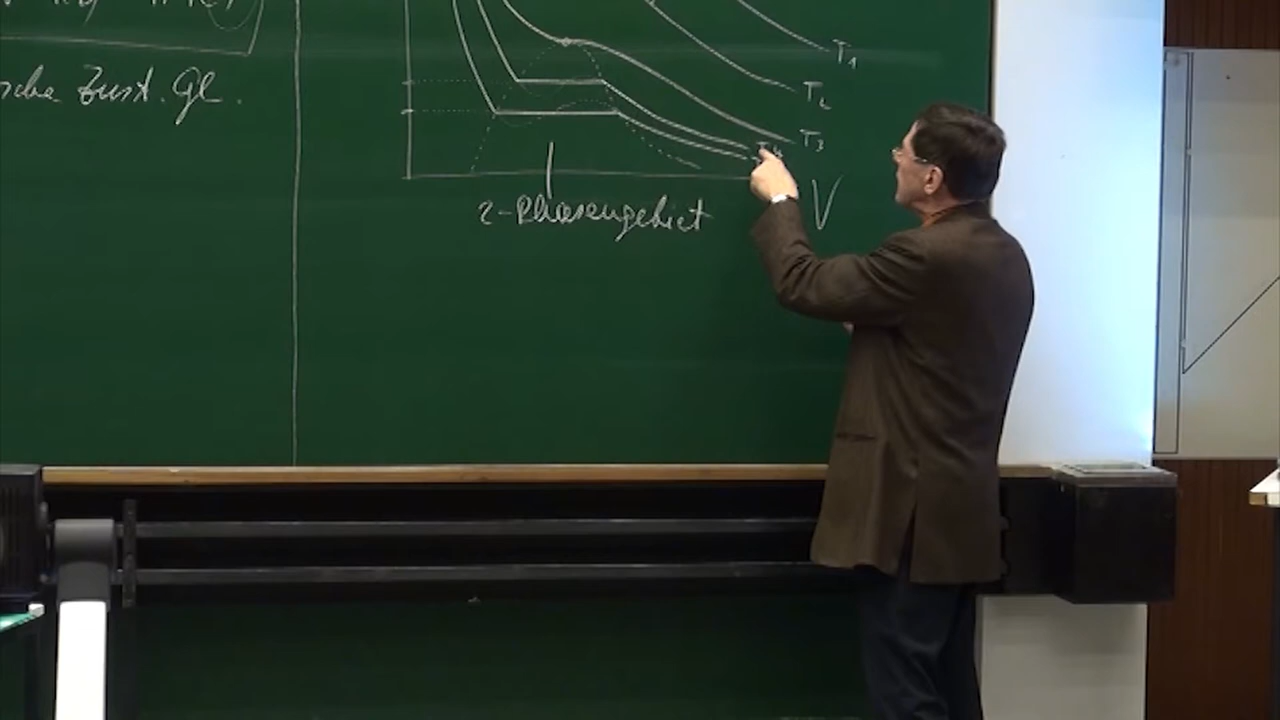 Zust. Gl.
T₁
T₂
T₃
T₄
V
2-Phasengebiet